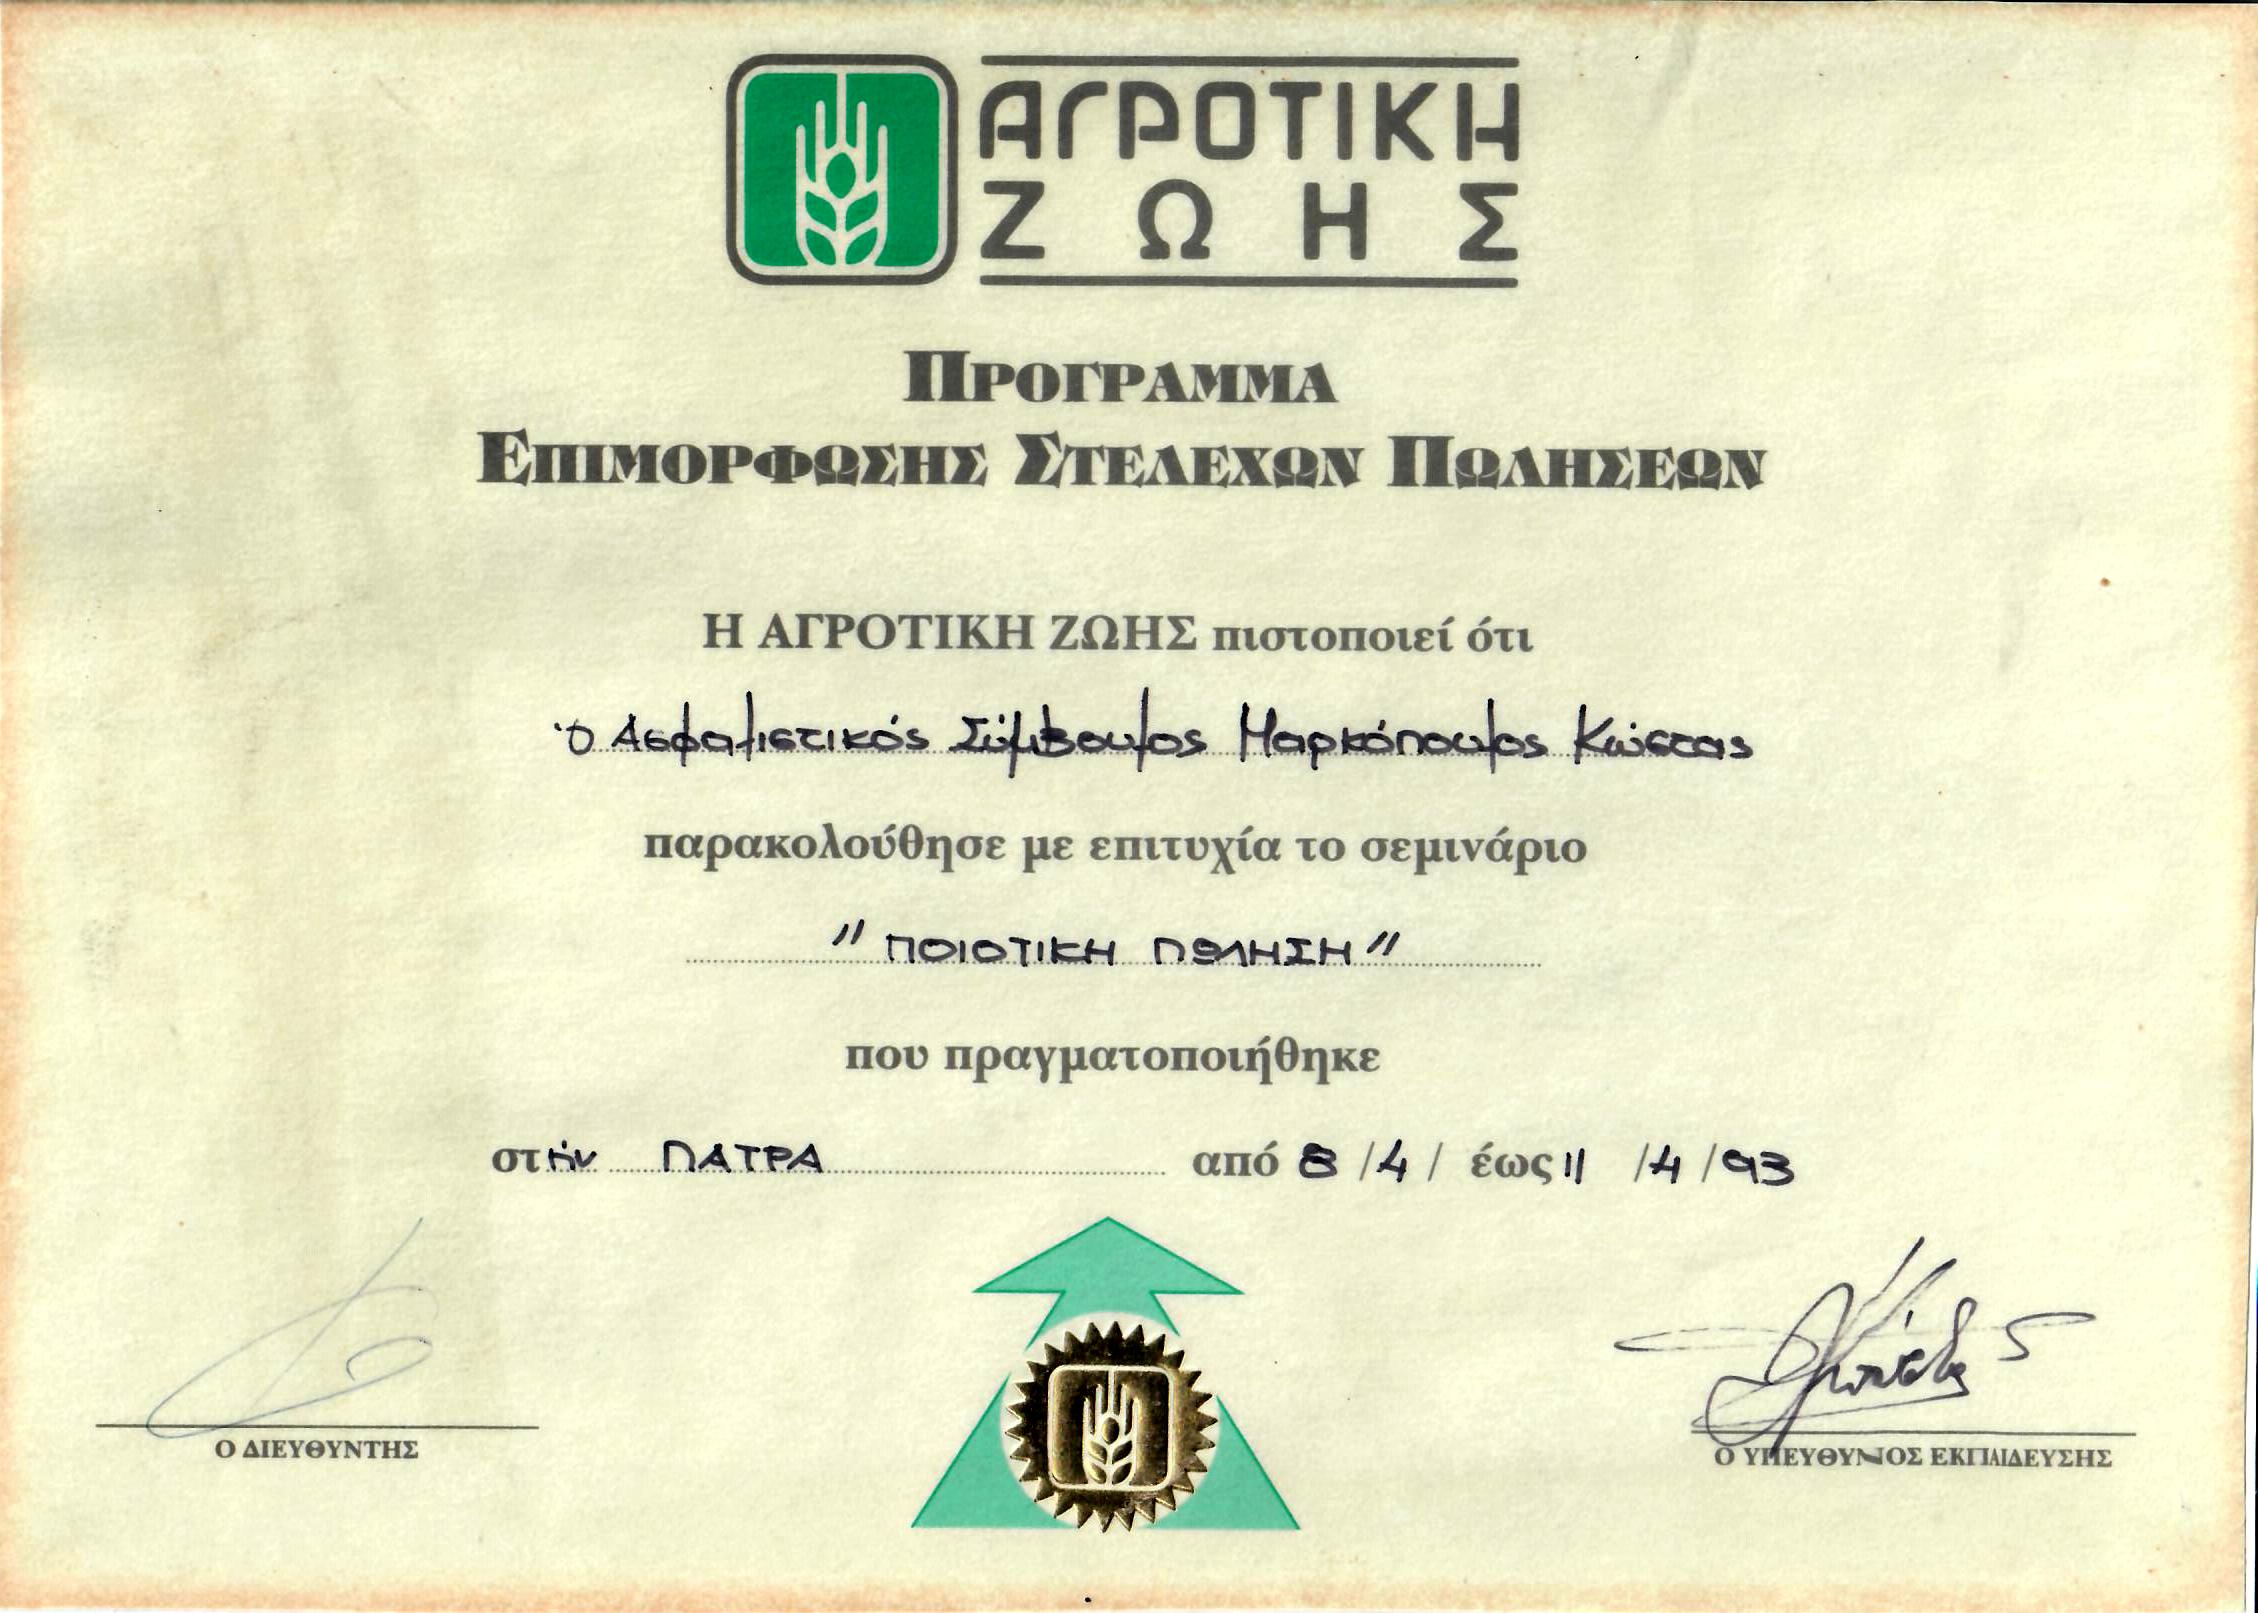 ΑΓΡΟΤΙΚΗ
ΖΩΗΣ
ΠΡΟΓΡΑΜΜΑ
ΕΠΙΜΟΡΦΩΣΗΣ ΣΤΕΛΕΧΩΝ ΠΩΛΗΣΕΩΝ
Η ΑΓΡΟΤΙΚΗ ΖΩΗΣ πιστοποιεί ότι
Ο Ασφαλιστικός Σύμβουλος Μαρκόπουλος Κώστας
παρακολούθησε με επιτυχία το σεμινάριο
"ΠΟΙΟΤΙΚΗ ΠΩΛΗΣΗ"
που πραγματοποιήθηκε
στήν ΠΑΤΡΑ από 8/4/ έως 11/4/93
Ο ΔΙΕΥΘΥΝΤΗΣ
Ο ΥΠΕΥΘΥΝΟΣ ΕΚΠΑΙΔΕΥΣΗΣ